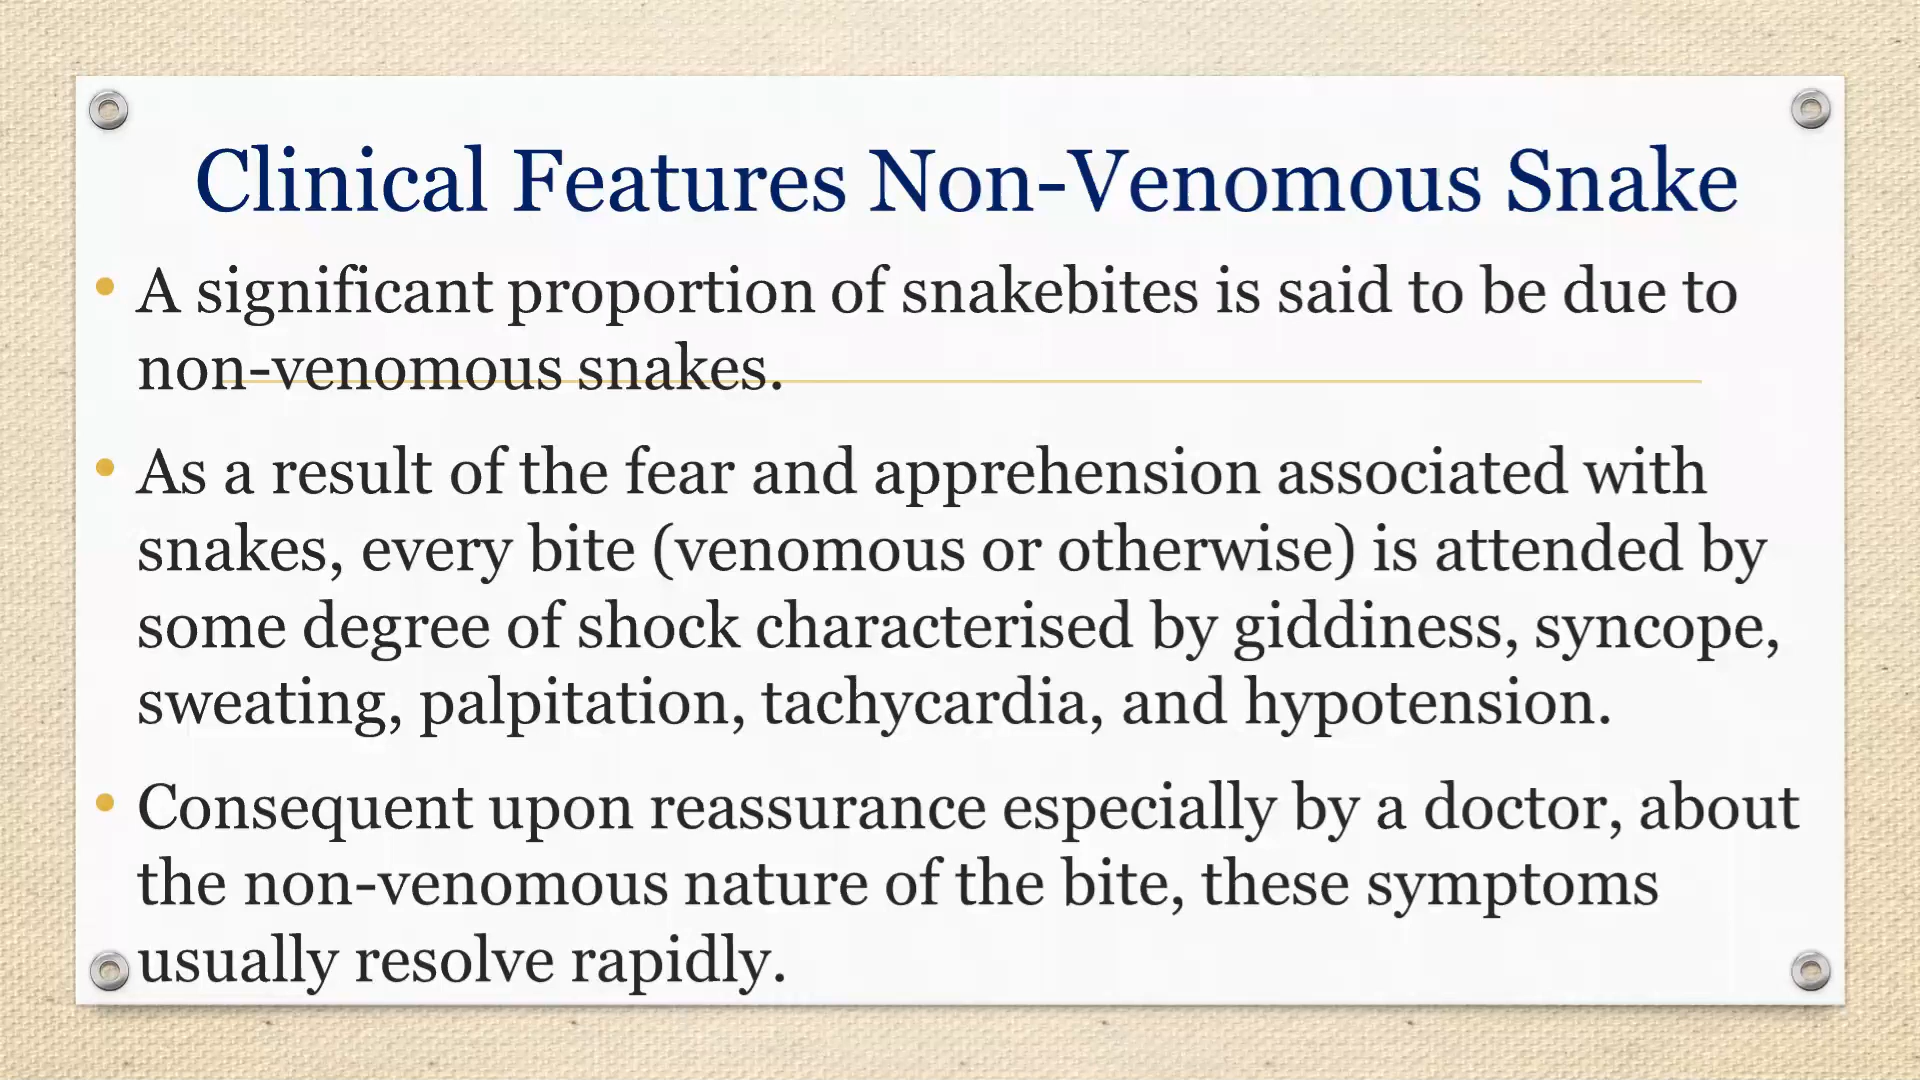 Clinical Features Non-Venomous Snake
• A significant proportion of snakebites is said to be due to
non-venomous snakes.
• As a result of the fear and apprehension associated with
snakes, every bite (venomous or otherwise) is attended by
some degree of shock characterised by giddiness, syncope,
sweating, palpitation, tachycardia, and hypotension.
• Consequent upon reassurance especially by a doctor, about
the non-venomous nature of the bite, these symptoms
usually resolve rapidly.